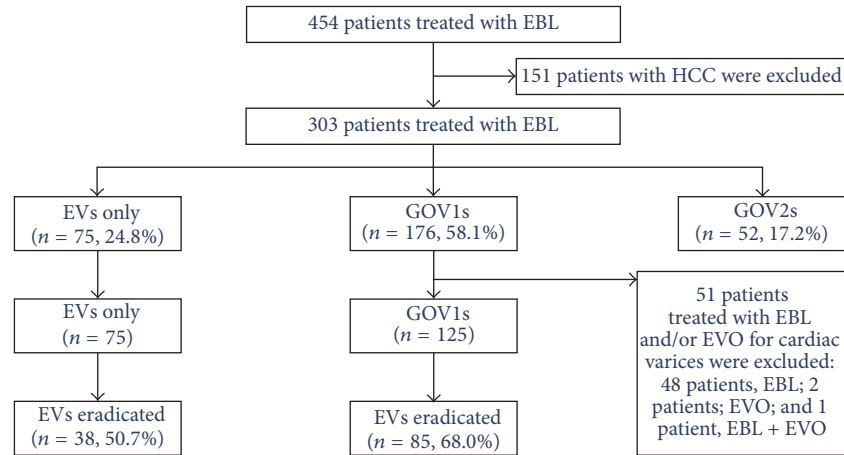 454 patients treated with EBL
151 patients with HCC were excluded
303 patients treated with EBL
EVs only
(n = 75, 24.8%)
GOV1s
(n = 176, 58.1%)
GOV2s
(n = 52, 17.2%)
EVs only
(n = 75)
GOV1s
(n = 125)
51 patients
treated with EBL
and/or EVO for cardiac
varices were excluded:
48 patients, EBL; 2
patients; EVO; and 1
patient, EBL + EVO
EVs eradicated
(n = 38, 50.7%)
EVs eradicated
(n = 85, 68.0%)